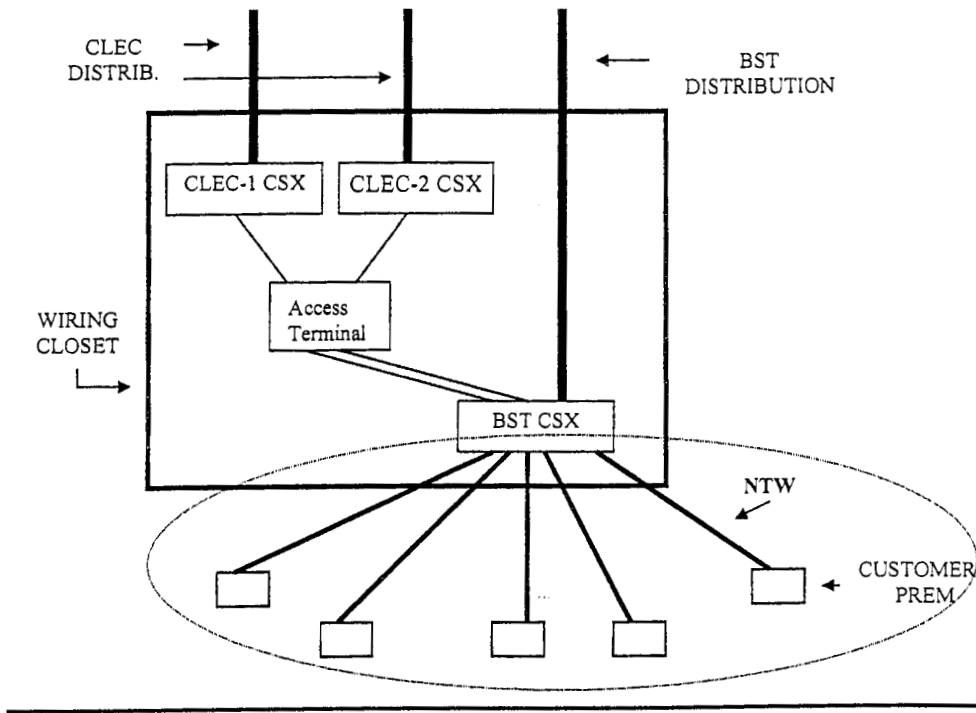 CLEC
DISTRIB.
BST
DISTRIBUTION
CLEC-1 CSX
CLEC-2 CSX
Access
Terminal
WIRING
CLOSET
BST CSX
NTW
CUSTOMER
PREM